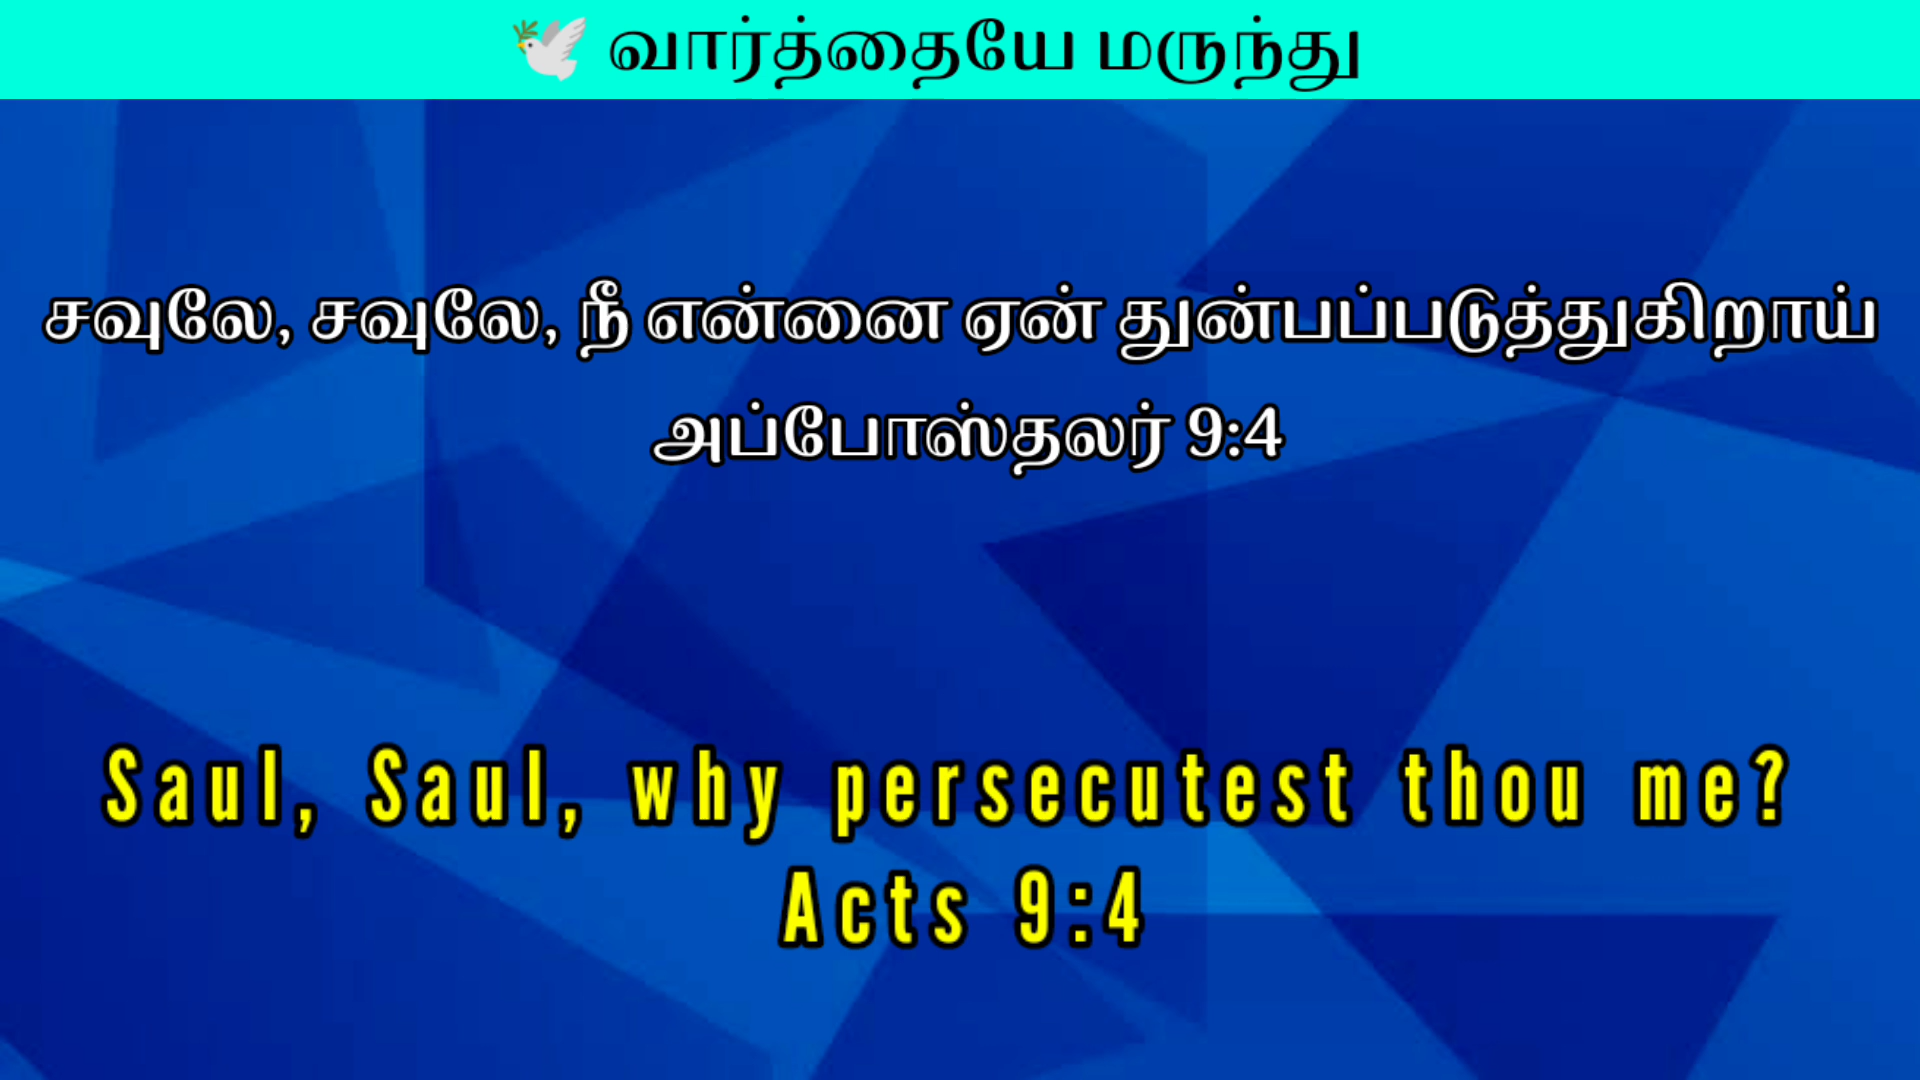 🕊️ வார்த்தையே மருந்து
சவுலே, சவுலே, நீ என்னை ஏன் துன்பப்படுத்துகிறாய்
அப்போஸ்தலர் 9:4
Saul, Saul, why persecutest thou me?
Acts 9:4